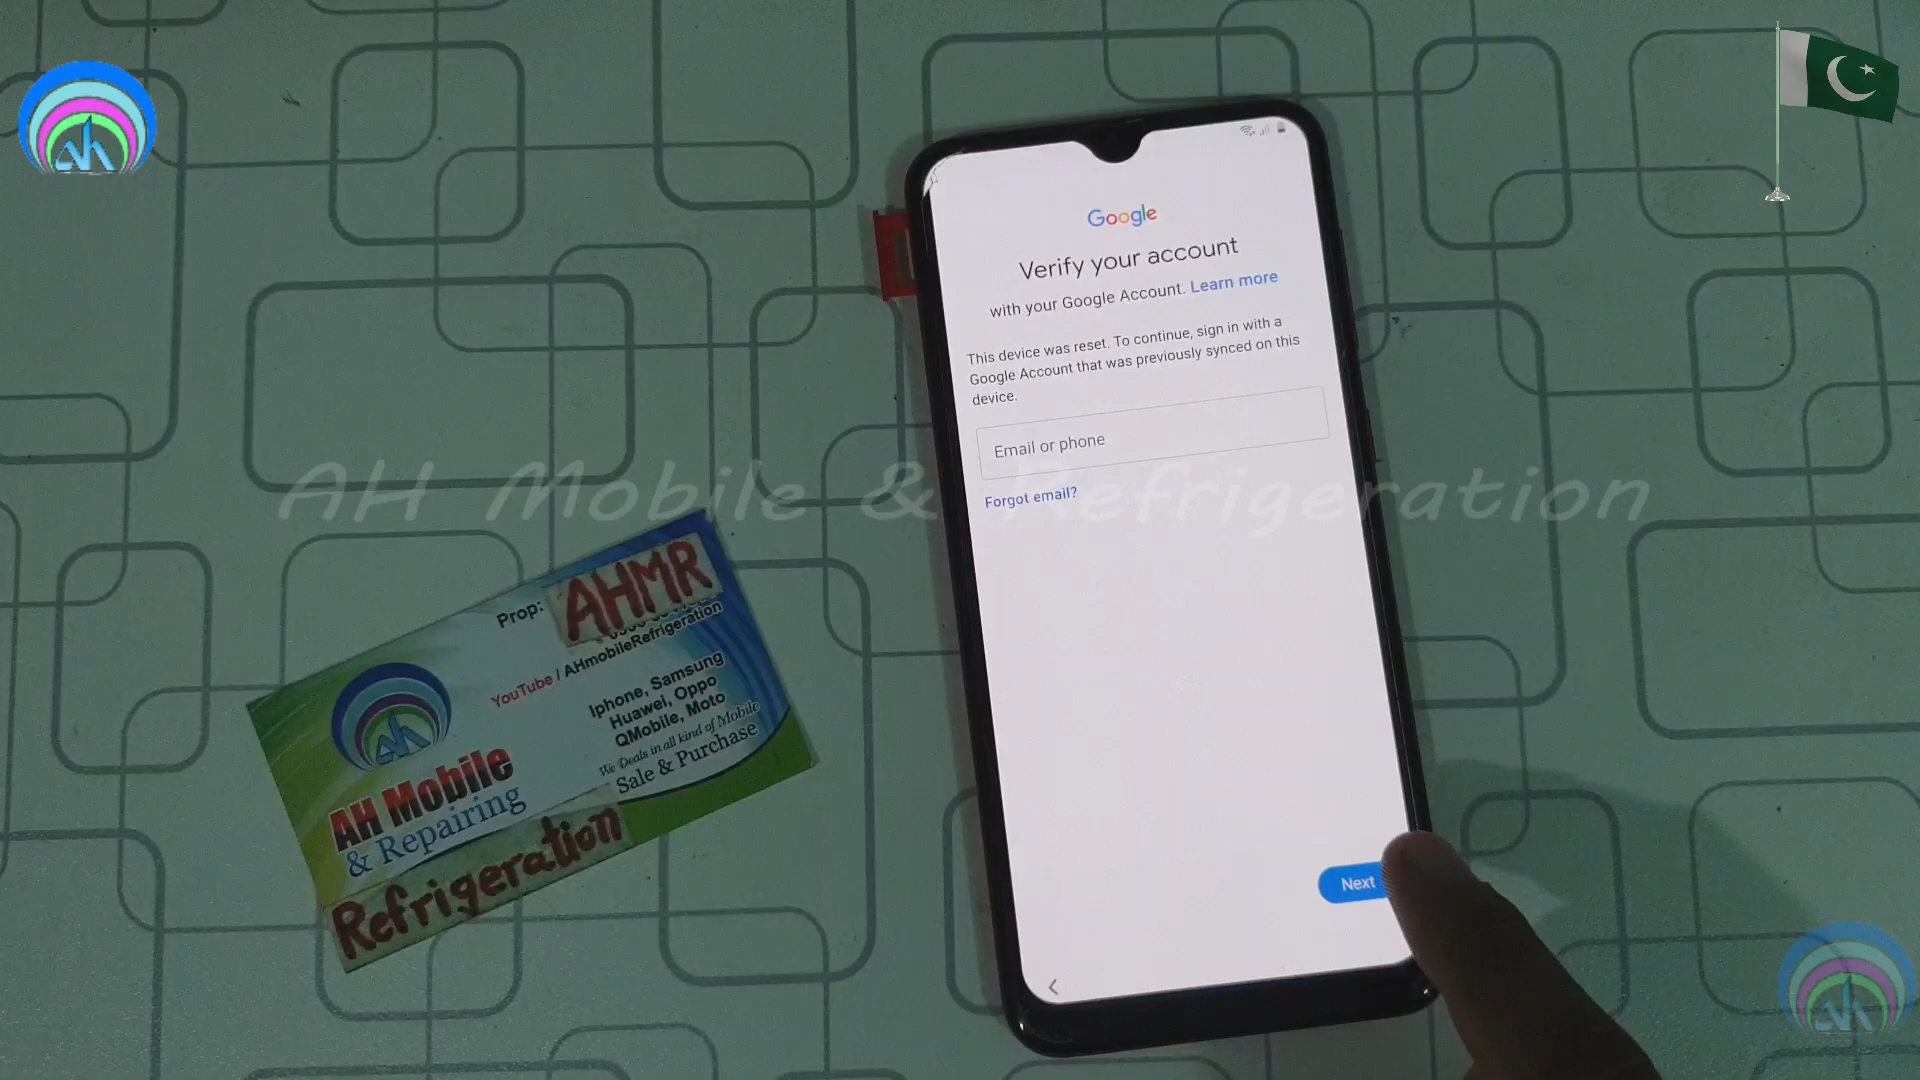 Google
Verify your account
with your Google Account. Learn more
This device was reset. To continue, sign in with a
Google Account that was previously synced on this
device.
Email or phone
Forgot email?
Next
AH Mobile & Refrigeration
Prop: AHMR
YouTube / AHmobileRefrigeration
Iphone, Samsung
Huawei, Oppo
QMobile, Moto
We Deals in all kind of Mobile
Sale & Purchase
AH Mobile
& Repairing
Refrigeration